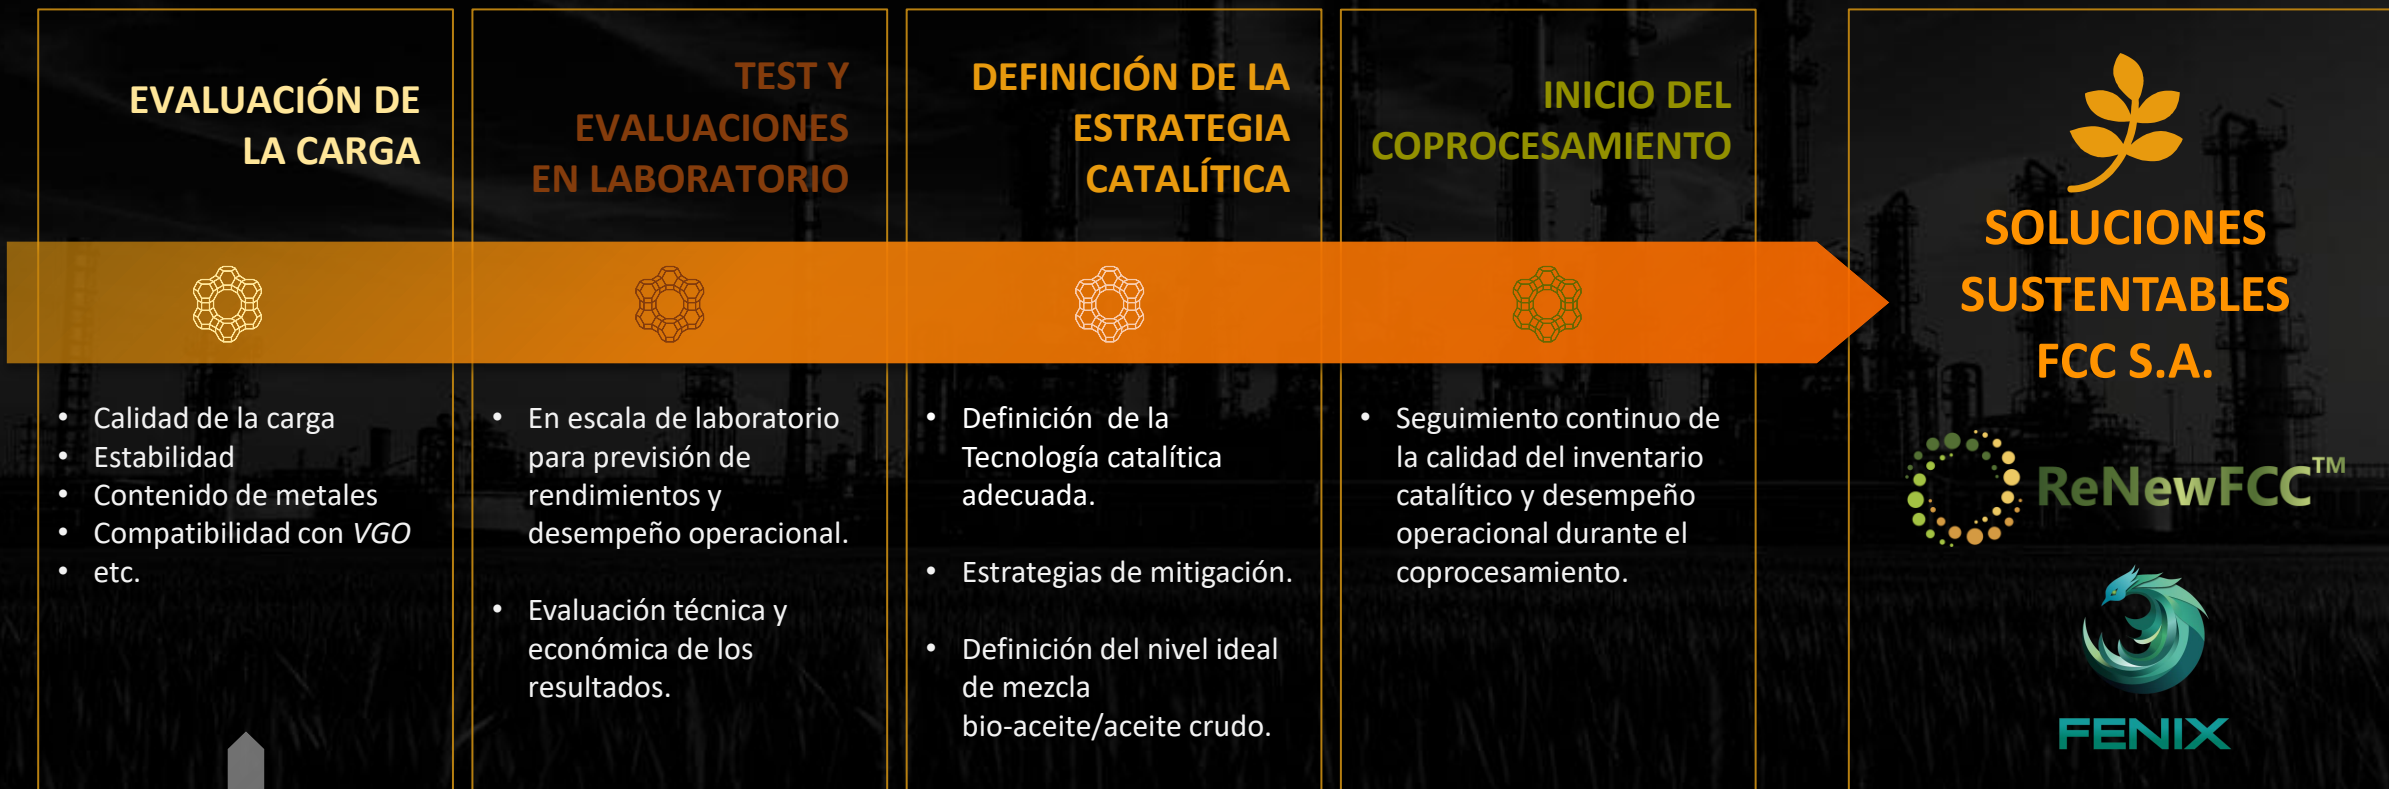 EVALUACIÓN DE
LA CARGA
• Calidad de la carga
• Estabilidad
• Contenido de metales
• Compatibilidad con VGO
• etc.
TEST Y
EVALUACIONES
EN LABORATORIO
• En escala de laboratorio
para previsión de
rendimientos y
desempeño operacional.
• Evaluación técnica y
económica de los
resultados.
DEFINICIÓN DE LA
ESTRATEGIA
CATALÍTICA
• Definición de la
Tecnología catalítica
adecuada.
• Estrategias de mitigación.
• Definición del nivel ideal
de mezcla
bio-aceite/aceite crudo.
INICIO DEL
COPROCESAMIENTO
• Seguimiento continuo de
la calidad del inventario
catalítico y desempeño
operacional durante el
coprocesamiento.
SOLUCIONES
SUSTENTABLES
FCC S.A.
ReNewFCC™
FENIX